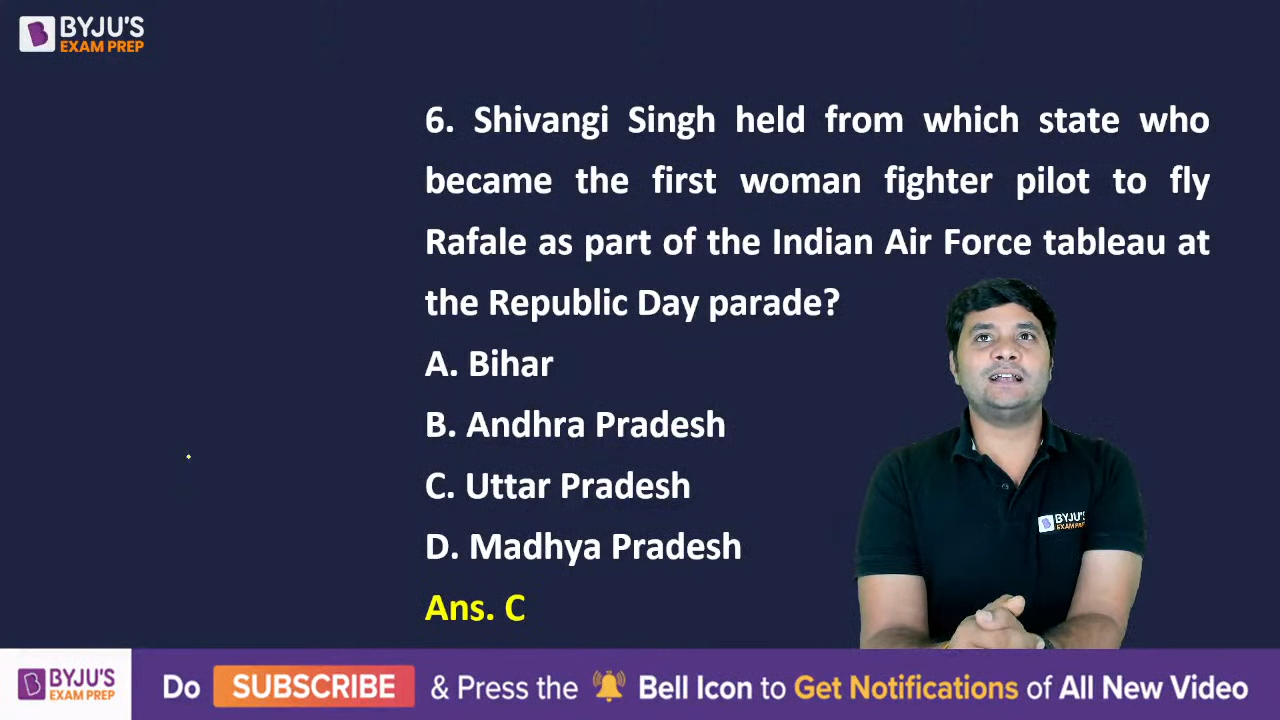 BYJU'S
EXAM PREP
6. Shivangi Singh held from which state who
became the first woman fighter pilot to fly
Rafale as part of the Indian Air Force tableau at
the Republic Day parade?
A. Bihar
B. Andhra Pradesh
C. Uttar Pradesh
D. Madhya Pradesh
Ans. C
BYJU'S
EXAM PREP
BYJU'S
EXAM PREP
Do SUBSCRIBE & Press the Bell Icon to Get Notifications of All New Video